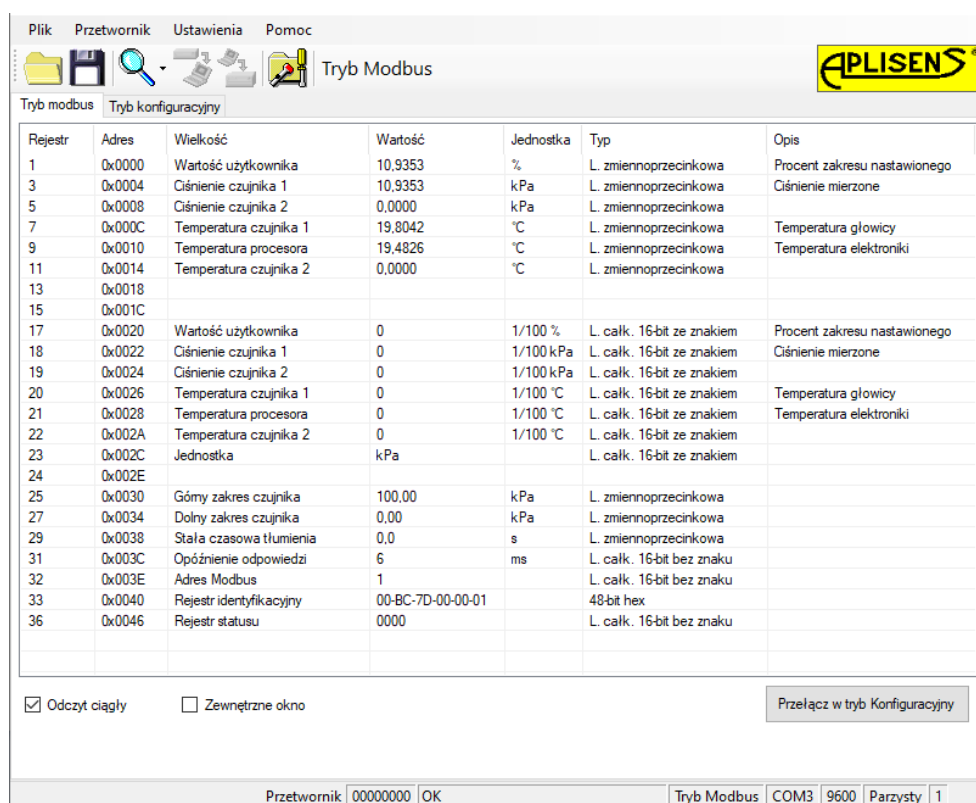 Plik Przetwornik Ustawienia Pomoc
Tryb Modbus
APLISENS
Tryb modbus Tryb konfiguracyjny
Rejestr Adres Wielkość Wartość Jednostka Typ Opis
1 0x0000 Wartość użytkownika 10,9353 % L. zmiennoprzecinkowa Procent zakresu nastawionego
3 0x0004 Ciśnienie czujnika 1 10,9353 kPa L. zmiennoprzecinkowa Ciśnienie mierzone
5 0x0008 Ciśnienie czujnika 2 0,0000 kPa L. zmiennoprzecinkowa
7 0x000C Temperatura czujnika 1 19,8042 °C L. zmiennoprzecinkowa Temperatura głowicy
9 0x0010 Temperatura procesora 19,4826 °C L. zmiennoprzecinkowa Temperatura elektroniki
11 0x0014 Temperatura czujnika 2 0,0000 °C L. zmiennoprzecinkowa
13 0x0018
15 0x001C
17 0x0020 Wartość użytkownika 0 1/100 % L. całk. 16-bit ze znakiem Procent zakresu nastawionego
18 0x0022 Ciśnienie czujnika 1 0 1/100 kPa L. całk. 16-bit ze znakiem Ciśnienie mierzone
19 0x0024 Ciśnienie czujnika 2 0 1/100 kPa L. całk. 16-bit ze znakiem
20 0x0026 Temperatura czujnika 1 0 1/100 °C L. całk. 16-bit ze znakiem Temperatura głowicy
21 0x0028 Temperatura procesora 0 1/100 °C L. całk. 16-bit ze znakiem Temperatura elektroniki
22 0x002A Temperatura czujnika 2 0 1/100 °C L. całk. 16-bit ze znakiem
23 0x002C Jednostka kPa L. całk. 16-bit ze znakiem
24 0x002E
25 0x0030 Górny zakres czujnika 100,00 kPa L. zmiennoprzecinkowa
27 0x0034 Dolny zakres czujnika 0,00 kPa L. zmiennoprzecinkowa
29 0x0038 Stała czasowa tłumienia 0,0 s L. zmiennoprzecinkowa
31 0x003C Opóźnienie odpowiedzi 6 ms L. całk. 16-bit bez znaku
32 0x003E Adres Modbus 1 L. całk. 16-bit bez znaku
33 0x0040 Rejestr identyfikacyjny 00-BC-7D-00-00-01 48-bit hex
36 0x0046 Rejestr statusu 0000 L. całk. 16-bit bez znaku
Odczyt ciągły Zewnętrzne okno Przełącz w tryb Konfiguracyjny
Przetwornik 00000000 OK Tryb Modbus COM3 9600 Parzysty 1